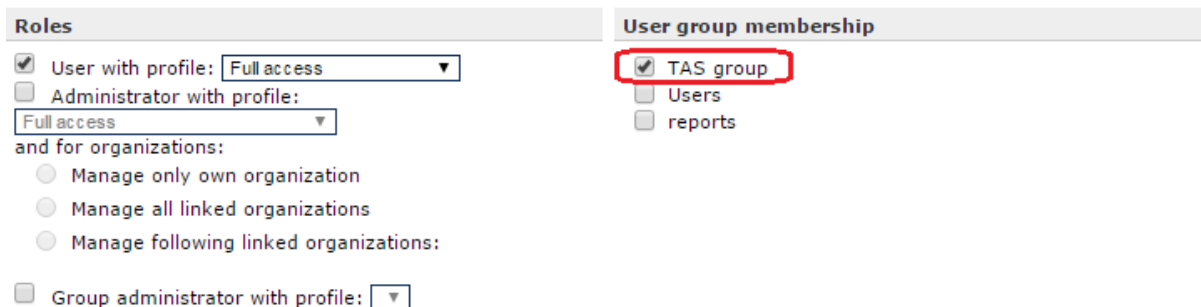 Roles
User with profile: Full access
Administrator with profile:
Full access
and for organizations:
Manage only own organization
Manage all linked organizations
Manage following linked organizations:
Group administrator with profile:
User group membership
TAS group
Users
reports